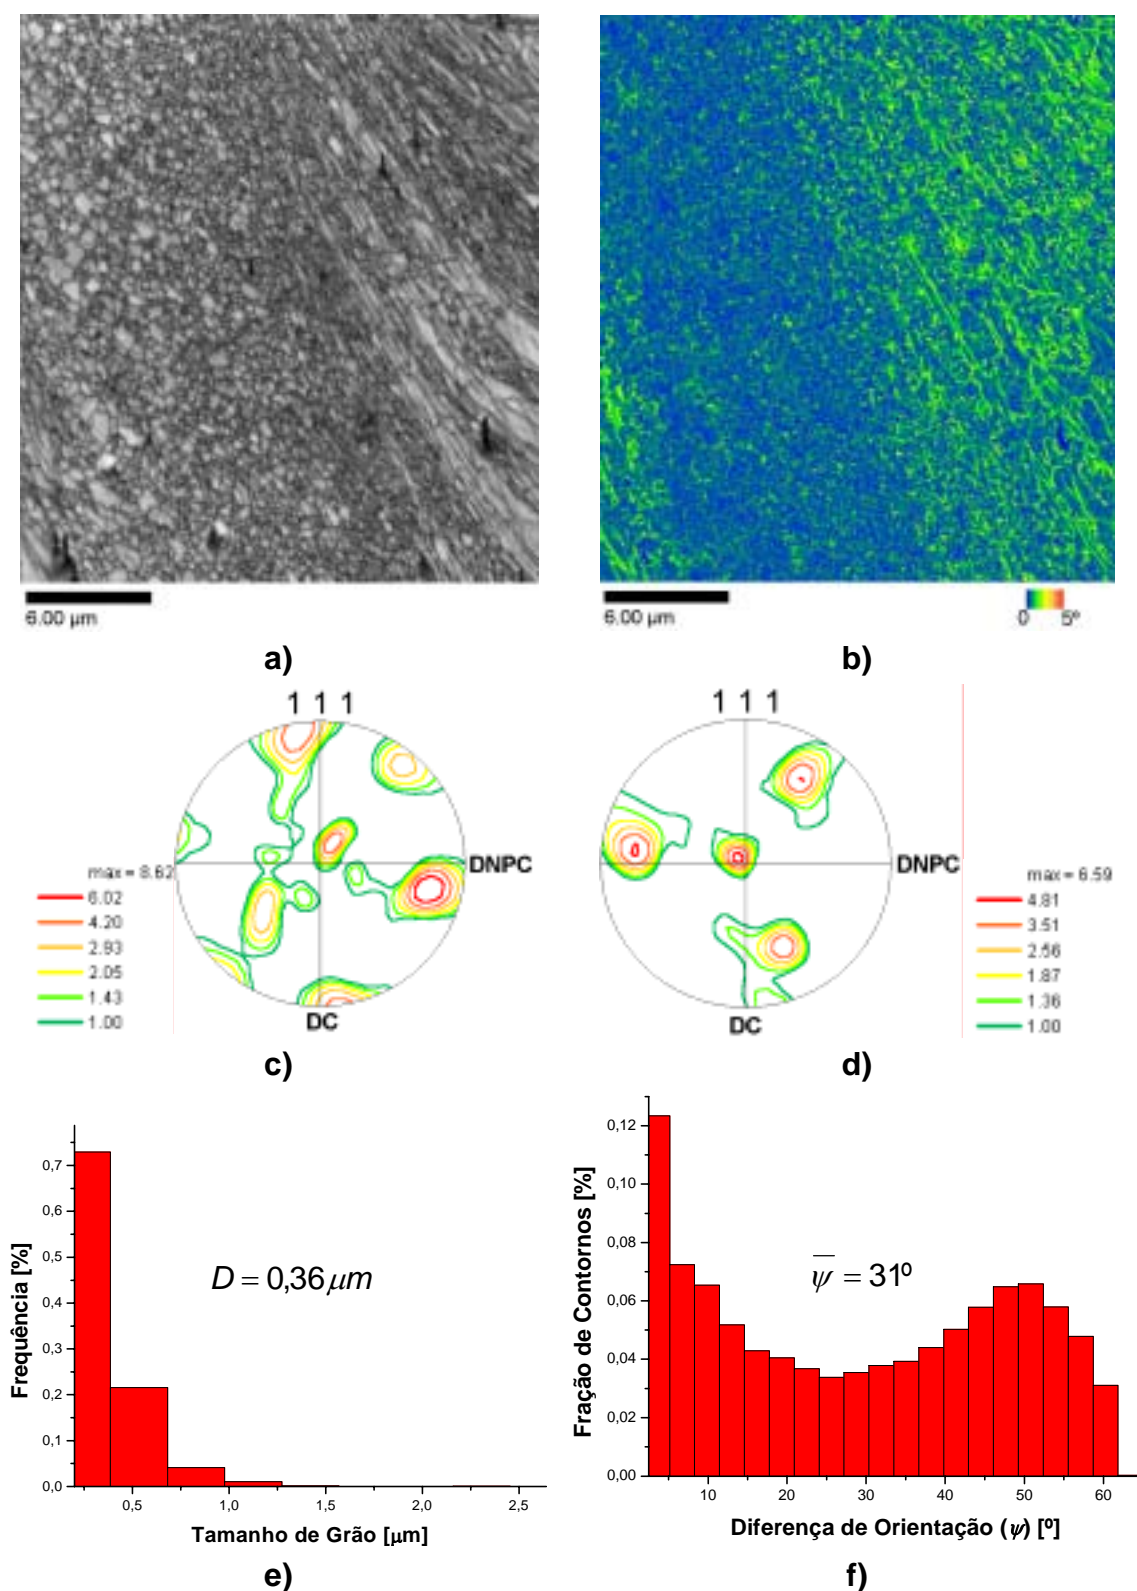 6.00 µm
6.00 µm
0 5º
a)
b)
1 1 1
DNPC
DC
max = 8.62
6.02
4.20
2.93
2.05
1.43
1.00
1 1 1
DNPC
DC
max = 6.59
4.81
3.51
2.56
1.87
1.36
1.00
c)
d)
Frequência [%]
0,7
0,6
0,5
0,4
0,3
0,2
0,1
0,0
D = 0,36 μm
0,5 1,0 1,5 2,0 2,5
Tamanho de Grão [μm]
Fração de Contornos [%]
0,12
0,10
0,08
0,06
0,04
0,02
0,00
ψ̅ = 31º
10 20 30 40 50 60
Diferença de Orientação (ψ) [º]
e)
f)